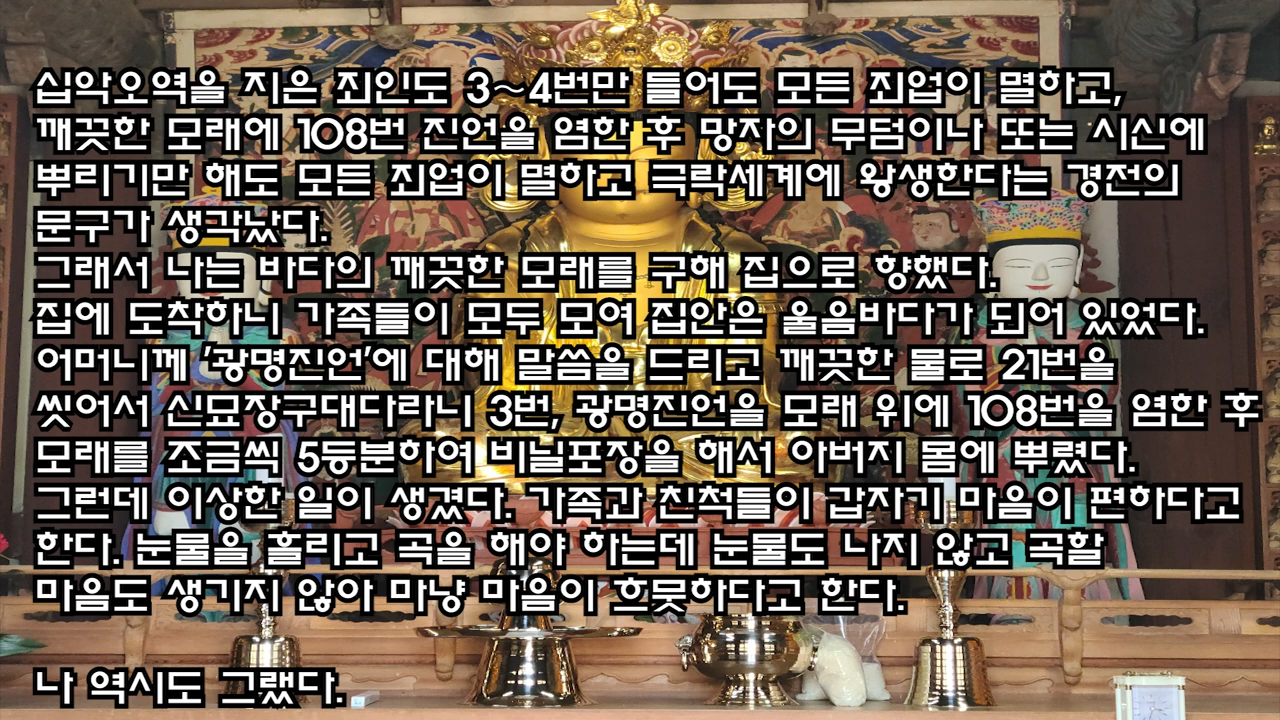 십악오역을 지은 죄인도 3~4번만 들어도 모든 죄업이 멸하고,
깨끗한 모래에 108번 진언을 염한 후 망자의 무덤이나 또는 시신에
뿌리기만 해도 모든 죄업이 멸하고 극락세계에 왕생한다는 경전의
문구가 생각났다.
그래서 나는 바다의 깨끗한 모래를 구해 집으로 향했다.
집에 도착하니 가족들이 모두 모여 집안은 울음바다가 되어 있었다.
어머니께 '광명진언'에 대해 말씀을 드리고 깨끗한 물로 21번을
씻어서 신묘장구대다라니 3번, 광명진언을 모래 위에 108번을 염한 후
모래를 조금씩 5등분하여 비닐포장을 해서 아버지 몸에 뿌렸다.
그런데 이상한 일이 생겼다. 가족과 친척들이 갑자기 마음이 편하다고
한다. 눈물을 흘리고 곡을 해야 하는데 눈물도 나지 않고 곡할
마음도 생기지 않아 마냥 마음이 흐뭇하다고 한다.
나 역시도 그랬다.